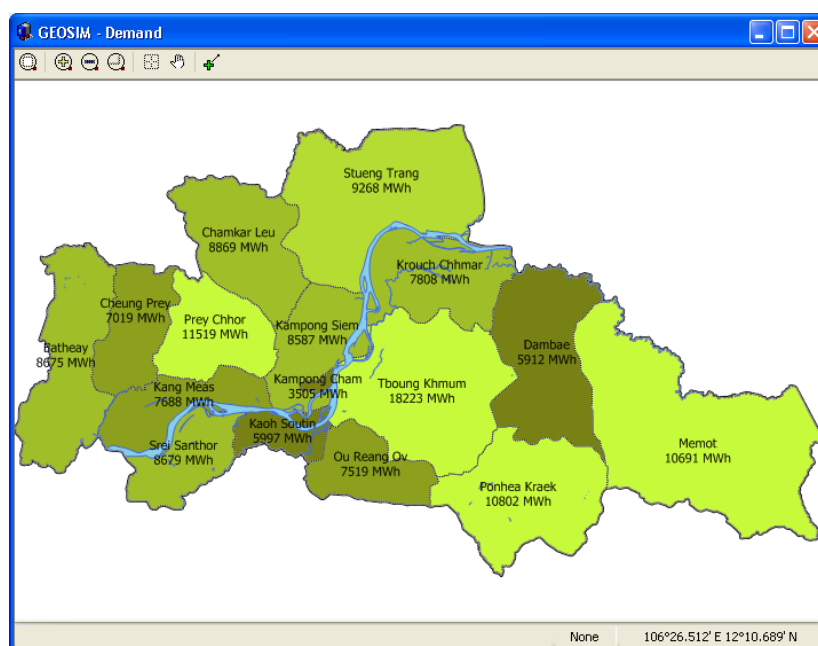 GEOSIM - Demand
Stueng Trang
9268 MWh
Chamkar Leu
8869 MWh
Krouch Chhmar
7808 MWh
Cheung Prey
7019 MWh
Prey Chhor
11519 MWh
Kampong Siem
8587 MWh
Batheay
8675 MWh
Dambae
5912 MWh
Kang Meas
7688 MWh
Kampong Cham
3505 MWh
Tboung Khmum
18223 MWh
Kaoh Soutin
5997 MWh
Srei Santhor
8679 MWh
Ou Reang Ov
7519 MWh
Memot
10691 MWh
Ponhea Kraek
10802 MWh
None
106°26.512' E 12°10.689' N